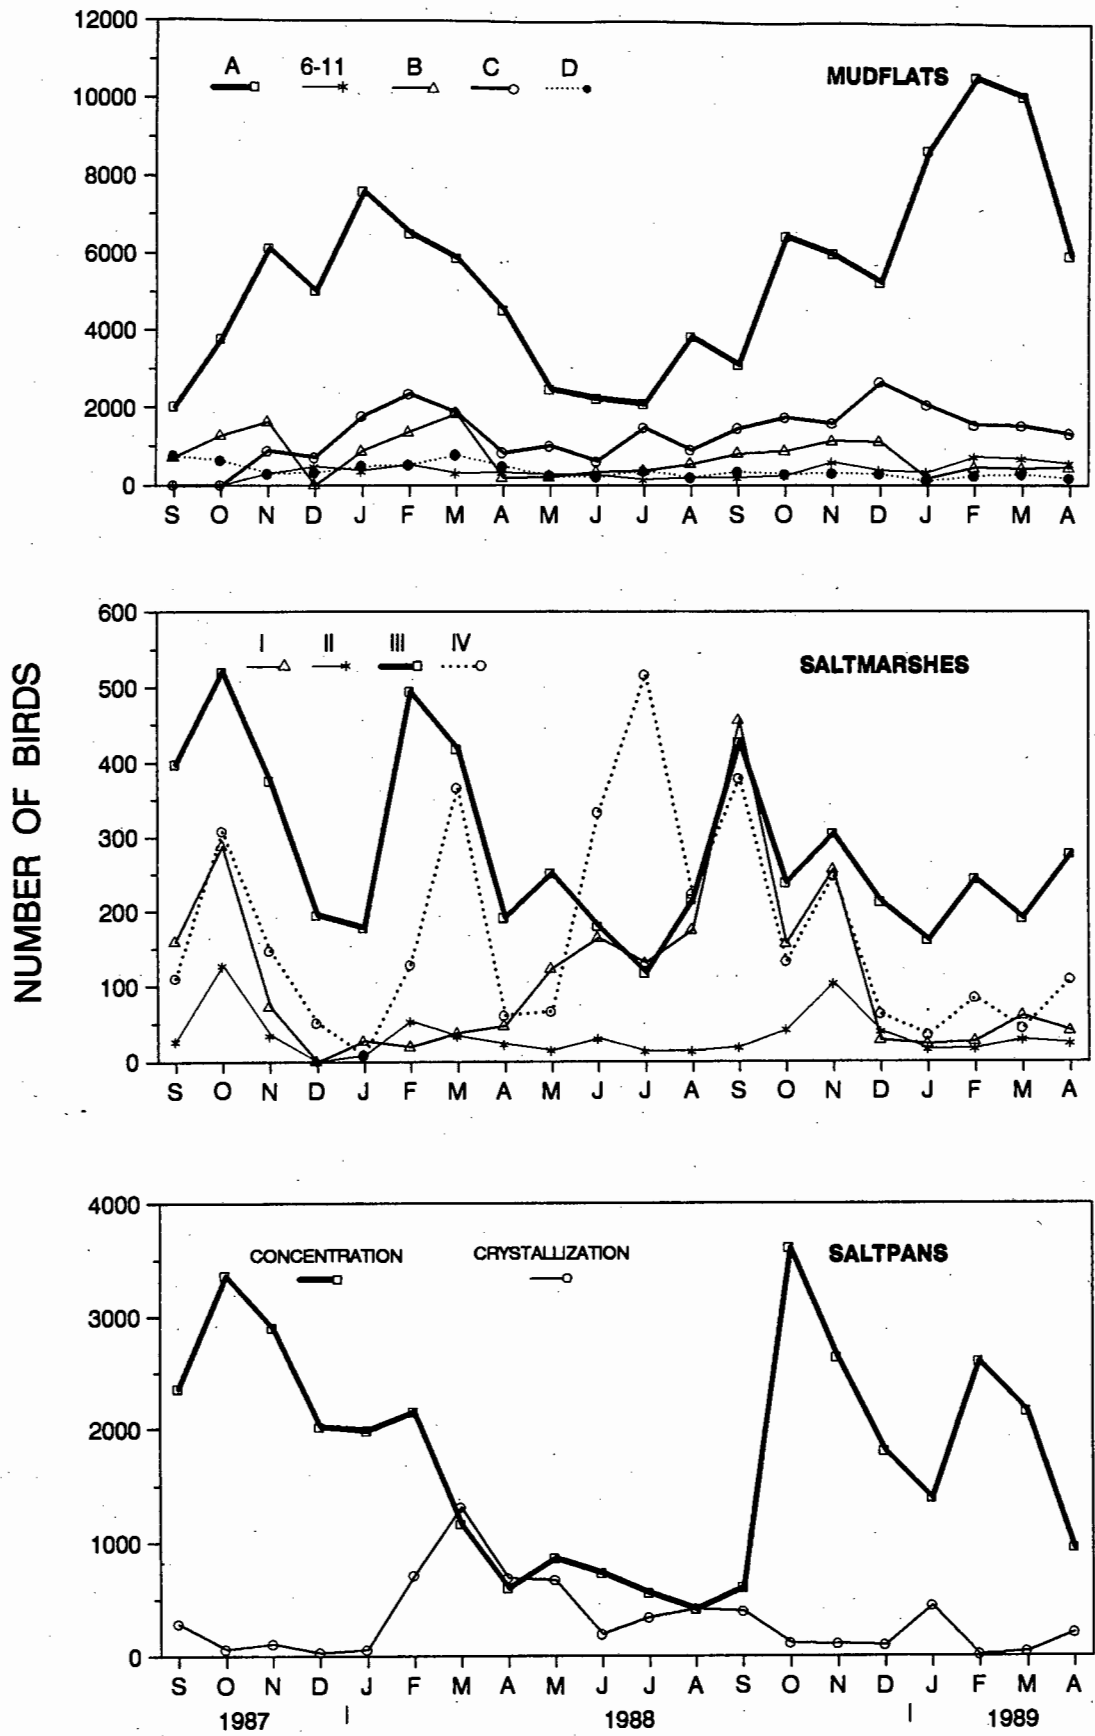 12000
10000
8000
6000
4000
2000
0
A 6-11 B C D
MUDFLATS
S O N D J F M A M J J A S O N D J F M A
NUMBER OF BIRDS
600
500
400
300
200
100
0
I II III IV
SALTMARSHES
S O N D J F M A M J J A S O N D J F M A
4000
3000
2000
1000
0
CONCENTRATION CRYSTALLIZATION
SALTPANS
S O N D J F M A M J J A S O N D J F M A
1987 | 1988 | 1989